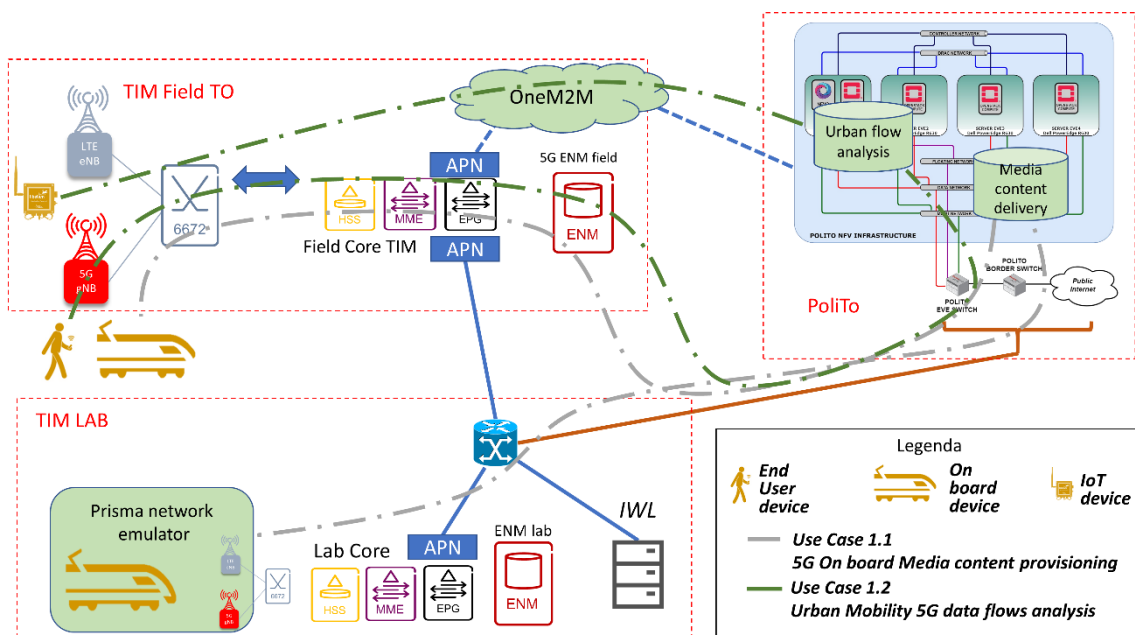 TIM Field TO
LTE
eNB
5G
gNB
6672
OneM2M
APN
HSS
MME
EPG
Field Core TIM
APN
5G ENM field
ENM
CONTROLLER NETWORK
Urban flow
analysis
Media
content
delivery
POLITO NFV INFRASTRUCTURE
POLITO
EVE SWITCH
POLITO
BORDER SWITCH
Public
Internet
PoliTo
TIM LAB
Prisma network
emulator
6672
Lab Core
APN
HSS
MME
EPG
ENM lab
ENM
IWL
Legenda
End
User
device
On
board
device
IoT
device
Use Case 1.1
5G On board Media content provisioning
Use Case 1.2
Urban Mobility 5G data flows analysis